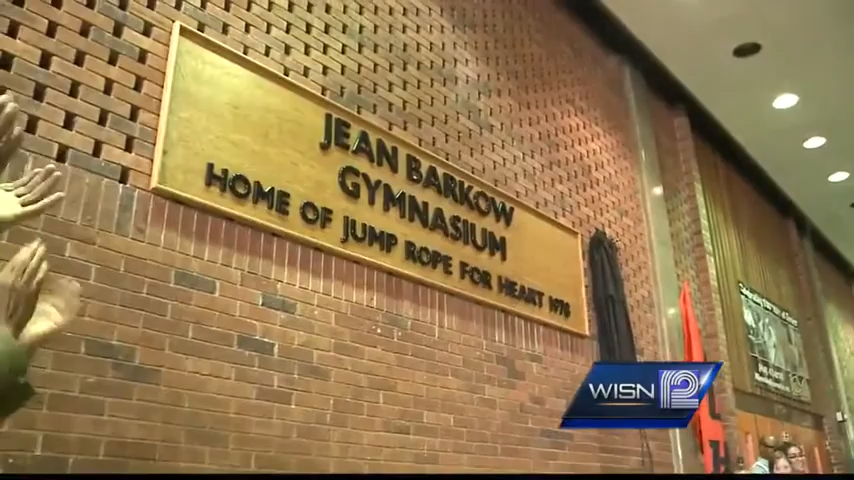 JEAN BARKOW
GYMNASIUM
HOME OF JUMP ROPE FOR HEART 1978
WISN 12